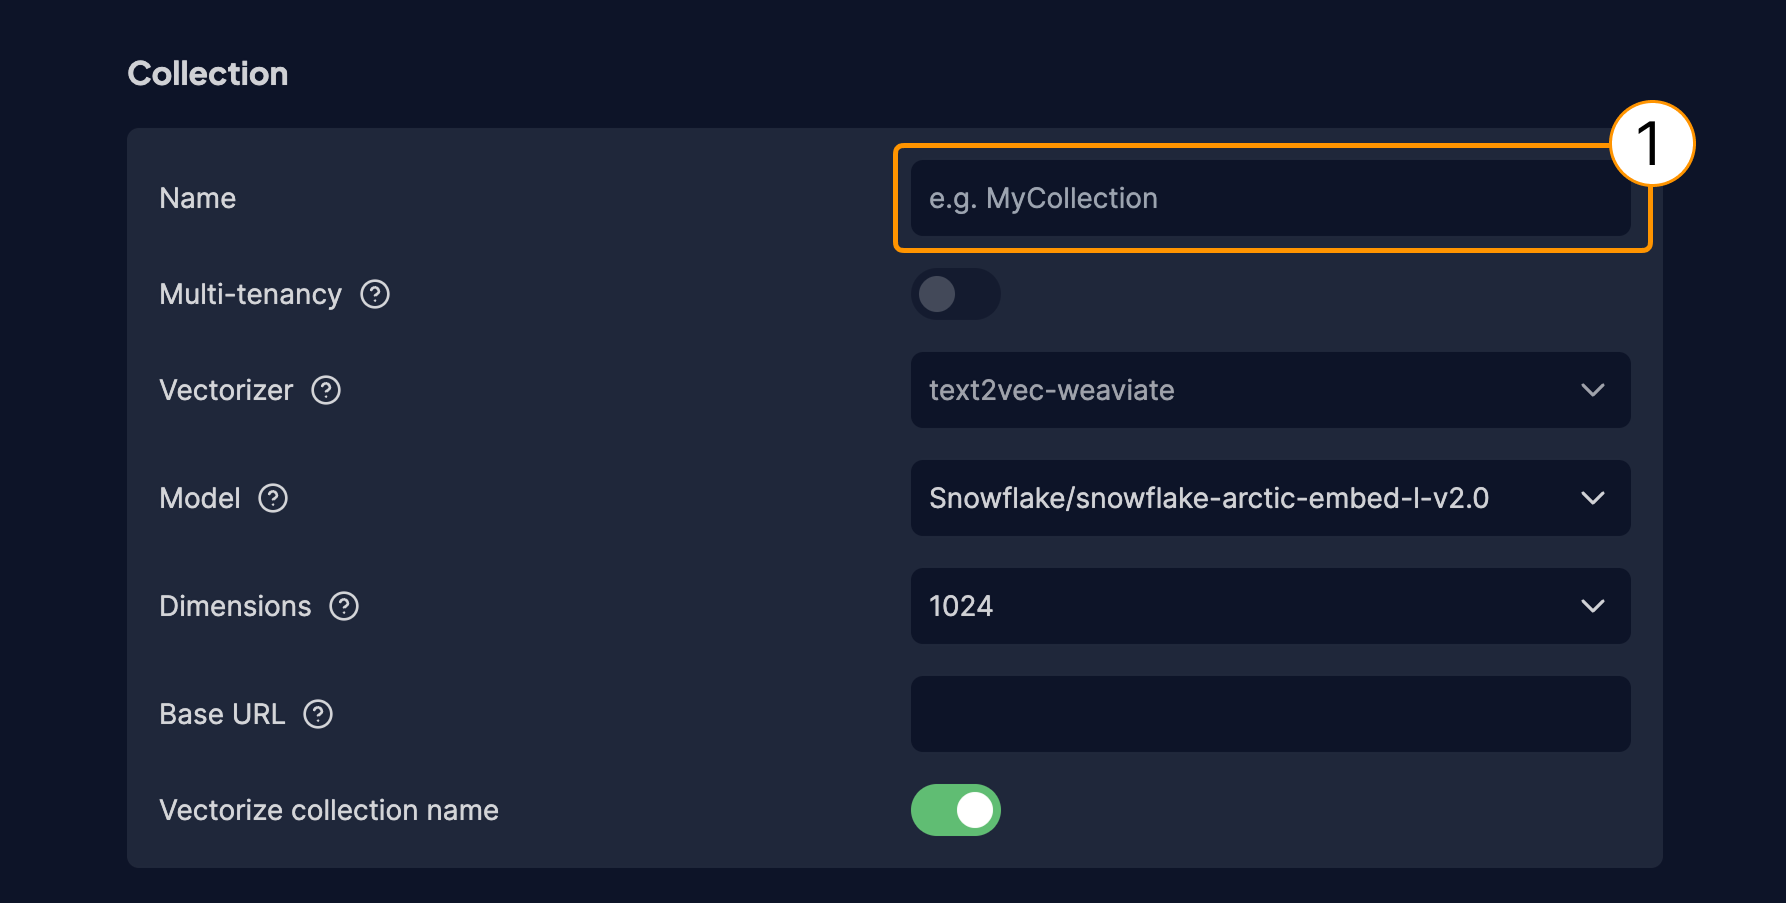 Collection
1
Name
e.g. MyCollection
Multi-tenancy ?
Vectorizer ?
text2vec-weaviate
Model ?
Snowflake/snowflake-arctic-embed-l-v2.0
Dimensions ?
1024
Base URL ?
Vectorize collection name